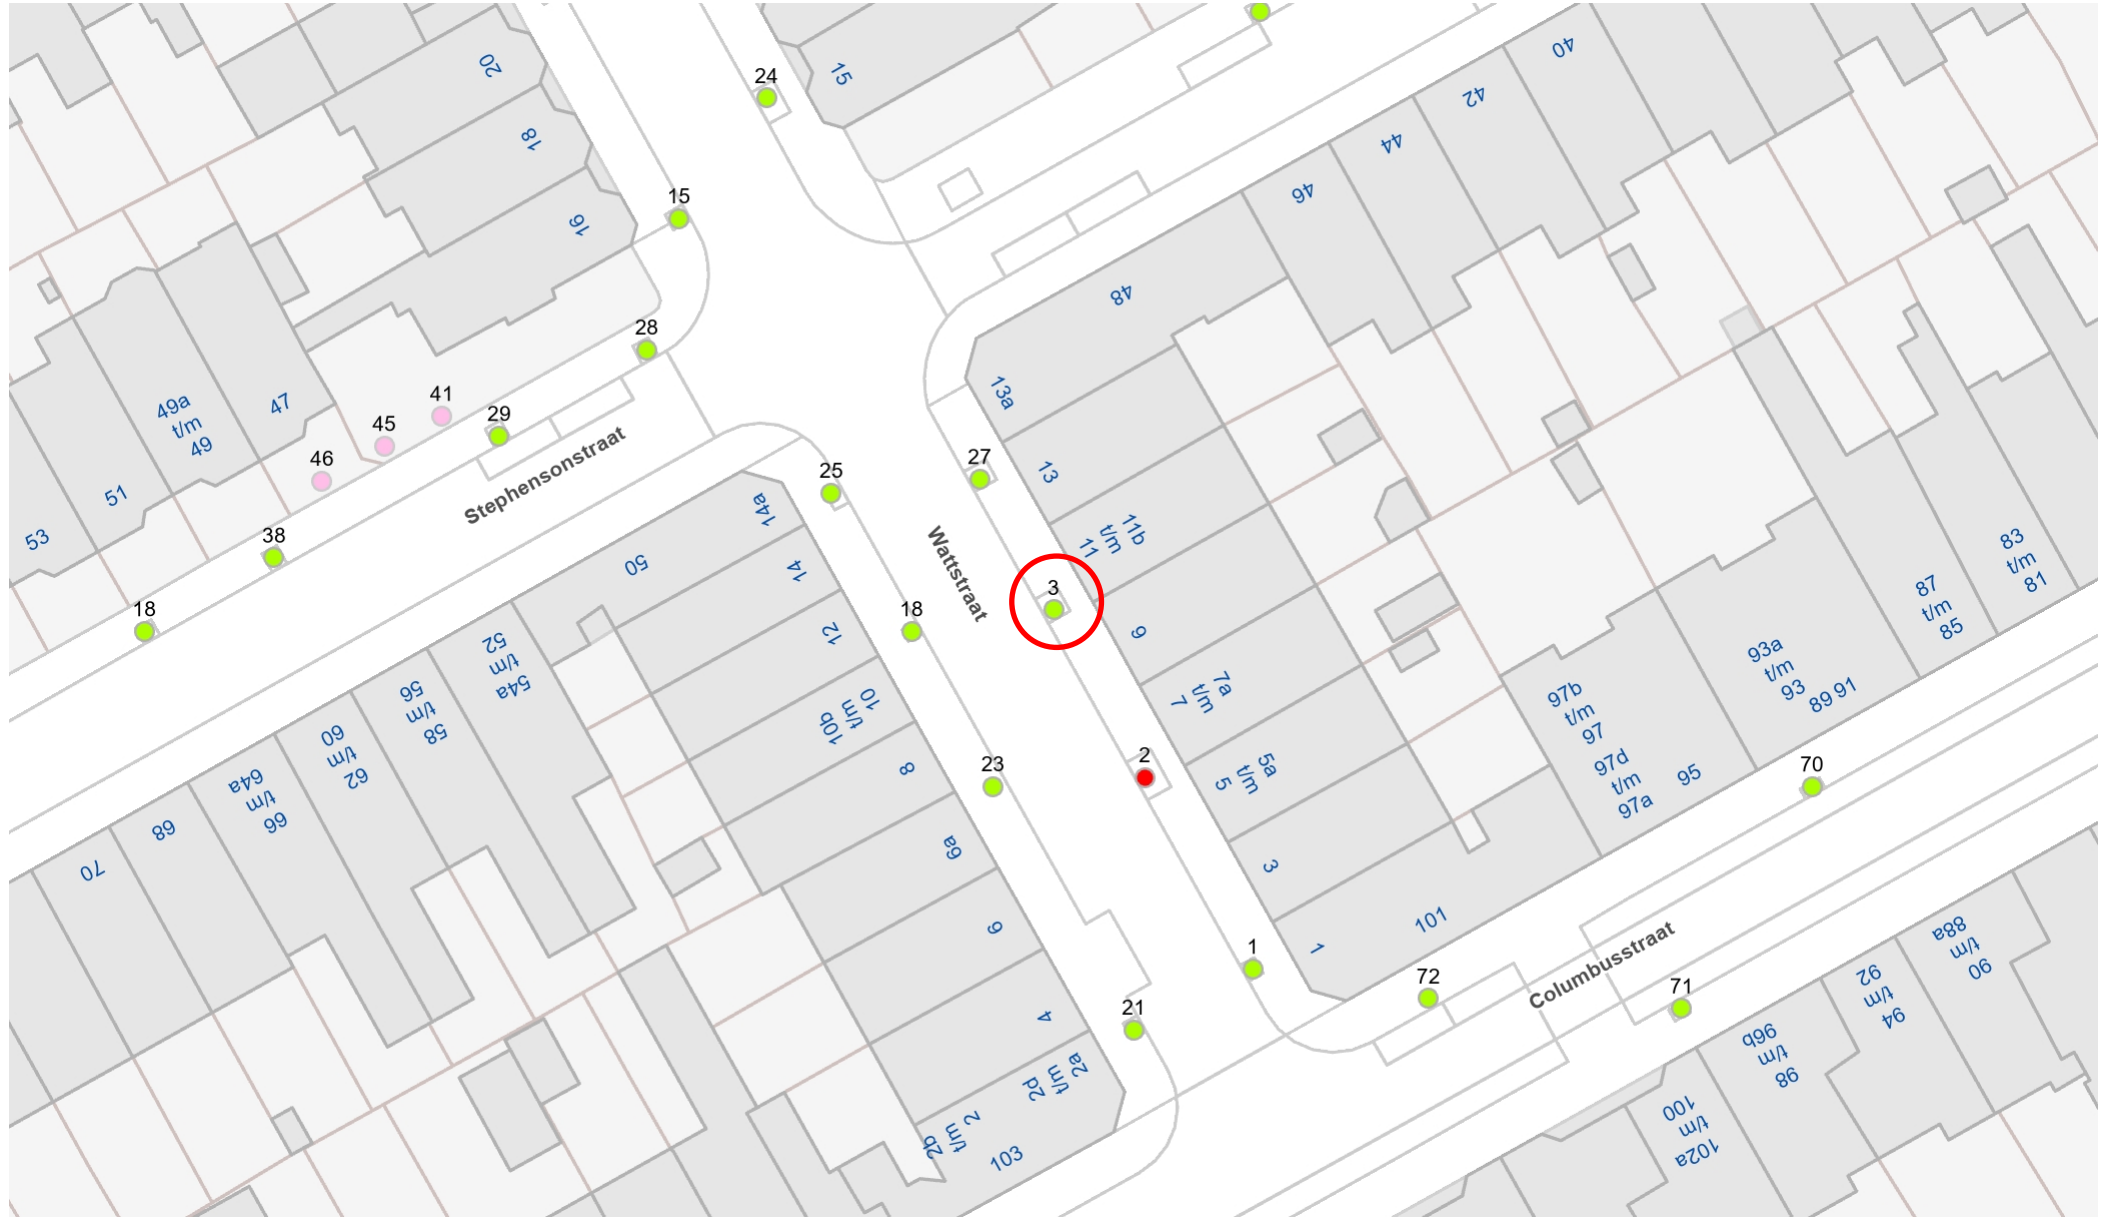 24
15
20
18
16
15
40
42
44
46
48
28
41
29
45
46
49a
t/m
49
47
51
53
38
18
Stephensonstraat
25
27
13a
13
11b
t/m
11
3
9
Wattstraat
18
14a
14
12
10
t/m
10b
8
6a
6
4
2a
t/m
2d
2
t/m
2b
103
50
52
t/m
54a
56
t/m
58
60
t/m
62
64a
t/m
66
68
70
23
2
7a
t/m
7
5a
t/m
5
3
1
1
21
101
72
70
71
Columbusstraat
97b
t/m
97
97d
t/m
97a
95
93a
t/m
93
89 91
87
t/m
85
83
t/m
81
88a
t/m
90
92
t/m
94
96b
t/m
98
100
t/m
102a